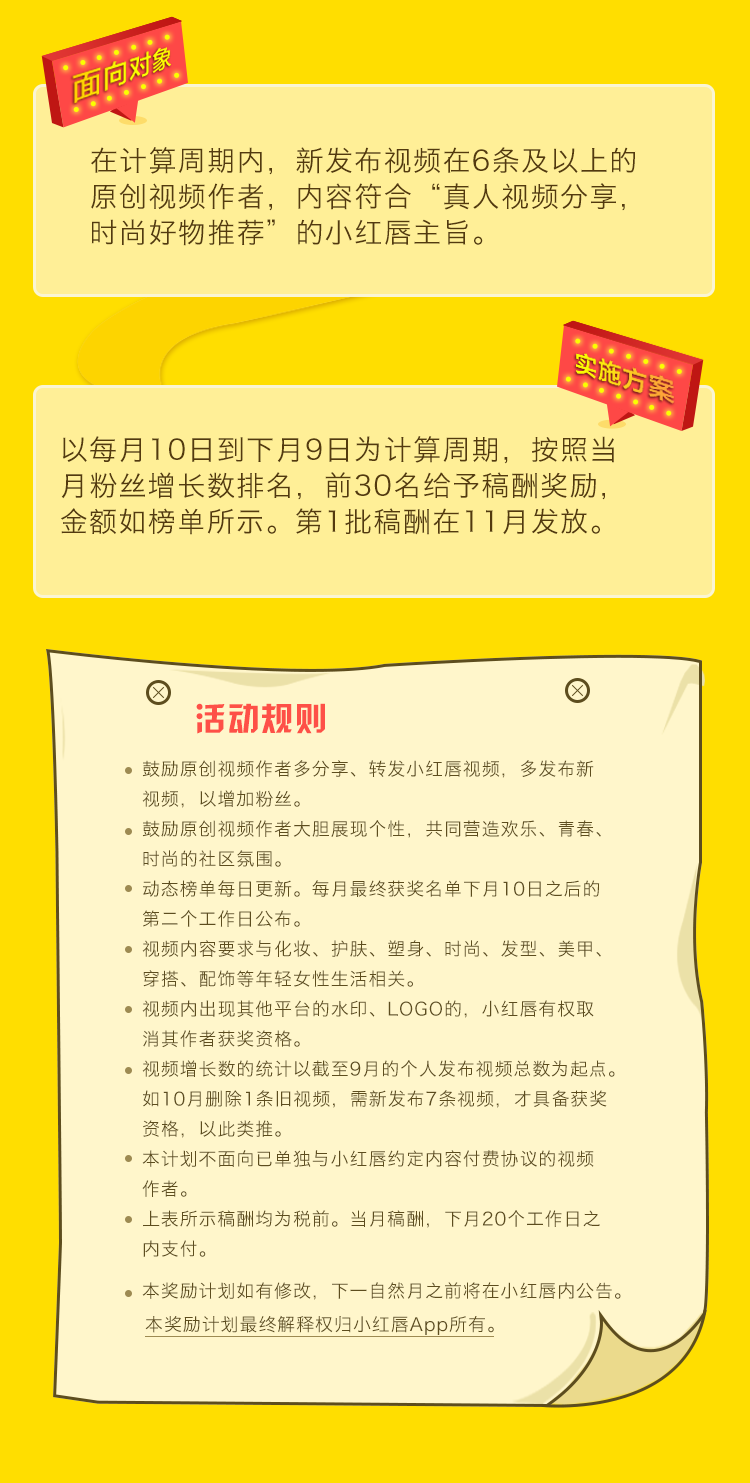 面向对象
在计算周期内，新发布视频在6条及以上的
原创视频作者，内容符合“真人视频分享，
时尚好物推荐”的小红唇主旨。
实施方案
以每月10日到下月9日为计算周期，按照当
月粉丝增长数排名，前30名给予稿酬奖励，
金额如榜单所示。第1批稿酬在11月发放。
活动规则
鼓励原创视频作者多分享、转发小红唇视频，多发布新
视频，以增加粉丝。
鼓励原创视频作者大胆展现个性，共同营造欢乐、青春、
时尚的社区氛围。
动态榜单每日更新。每月最终获奖名单下月10日之后的
第二个工作日公布。
视频内容要求与化妆、护肤、塑身、时尚、发型、美甲、
穿搭、配饰等年轻女性生活相关。
视频内出现其他平台的水印、LOGO的，小红唇有权取
消其作者获奖资格。
视频增长数的统计以截至9月的个人发布视频总数为起点。
如10月删除1条旧视频，需新发布7条视频，才具备获奖
资格，以此类推。
本计划不面向已单独与小红唇约定内容付费协议的视频
作者。
上表所示稿酬均为税前。当月稿酬，下月20个工作日之
内支付。
本奖励计划如有修改，下一自然月之前将在小红唇内公告。
本奖励计划最终解释权归小红唇App所有。